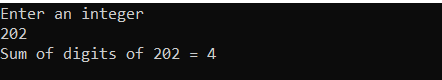 Enter an integer
202
Sum of digits of 202 = 4